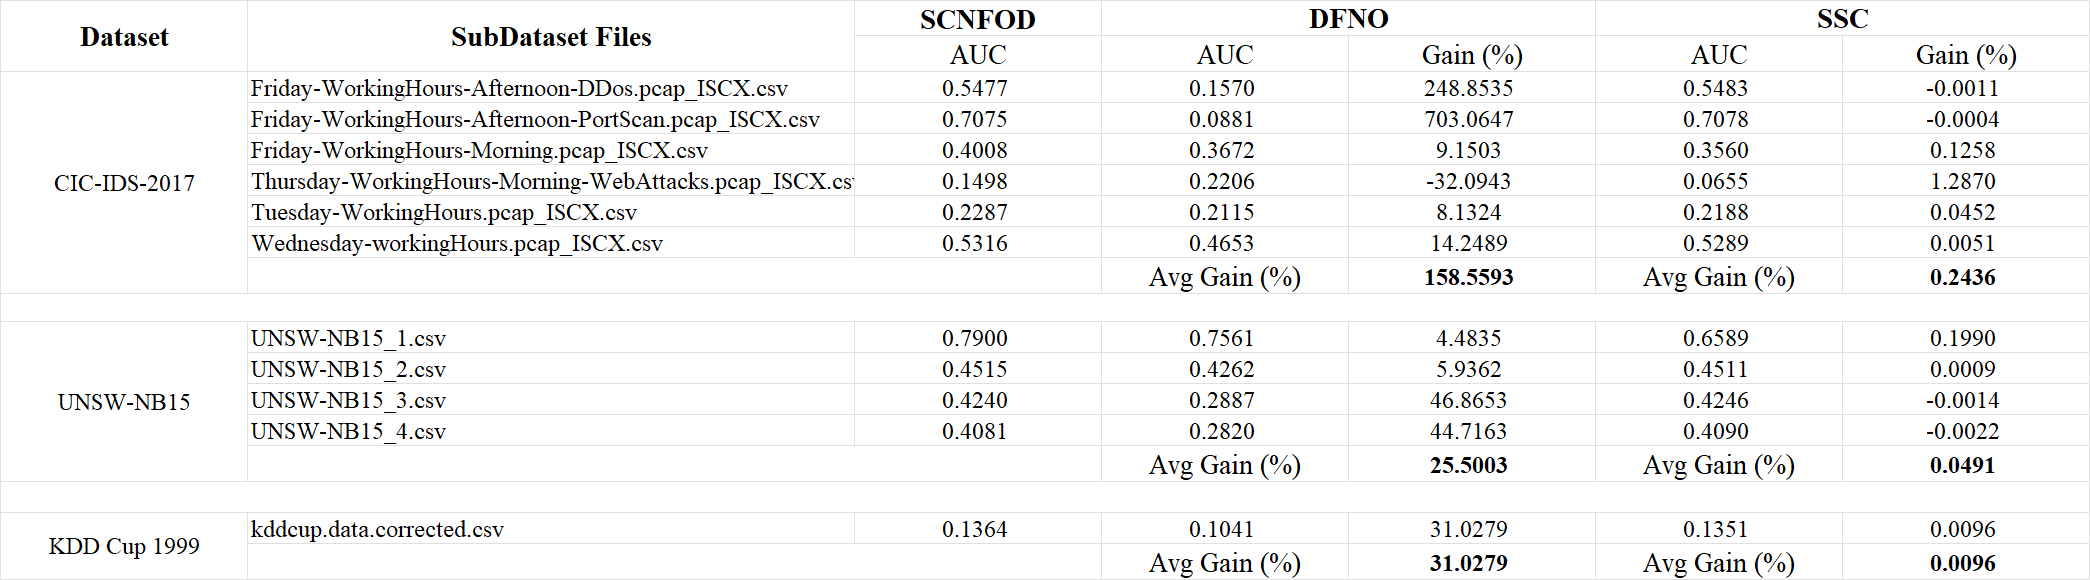 Dataset SubDataset Files SCNFOD DFNO SSC
AUC AUC Gain (%) AUC Gain (%)
CIC-IDS-2017
Friday-WorkingHours-Afternoon-DDos.pcap_ISCX.csv 0.5477 0.1570 248.8535 0.5483 -0.0011
Friday-WorkingHours-Afternoon-PortScan.pcap_ISCX.csv 0.7075 0.0881 703.0647 0.7078 -0.0004
Friday-WorkingHours-Morning.pcap_ISCX.csv 0.4008 0.3672 9.1503 0.3560 0.1258
Thursday-WorkingHours-Morning-WebAttacks.pcap_ISCX.cs 0.1498 0.2206 -32.0943 0.0655 1.2870
Tuesday-WorkingHours.pcap_ISCX.csv 0.2287 0.2115 8.1324 0.2188 0.0452
Wednesday-workingHours.pcap_ISCX.csv 0.5316 0.4653 14.2489 0.5289 0.0051
Avg Gain (%) 158.5593 Avg Gain (%) 0.2436
UNSW-NB15
UNSW-NB15_1.csv 0.7900 0.7561 4.4835 0.6589 0.1990
UNSW-NB15_2.csv 0.4515 0.4262 5.9362 0.4511 0.0009
UNSW-NB15_3.csv 0.4240 0.2887 46.8653 0.4246 -0.0014
UNSW-NB15_4.csv 0.4081 0.2820 44.7163 0.4090 -0.0022
Avg Gain (%) 25.5003 Avg Gain (%) 0.0491
KDD Cup 1999
kddcup.data.corrected.csv 0.1364 0.1041 31.0279 0.1351 0.0096
Avg Gain (%) 31.0279 Avg Gain (%) 0.0096